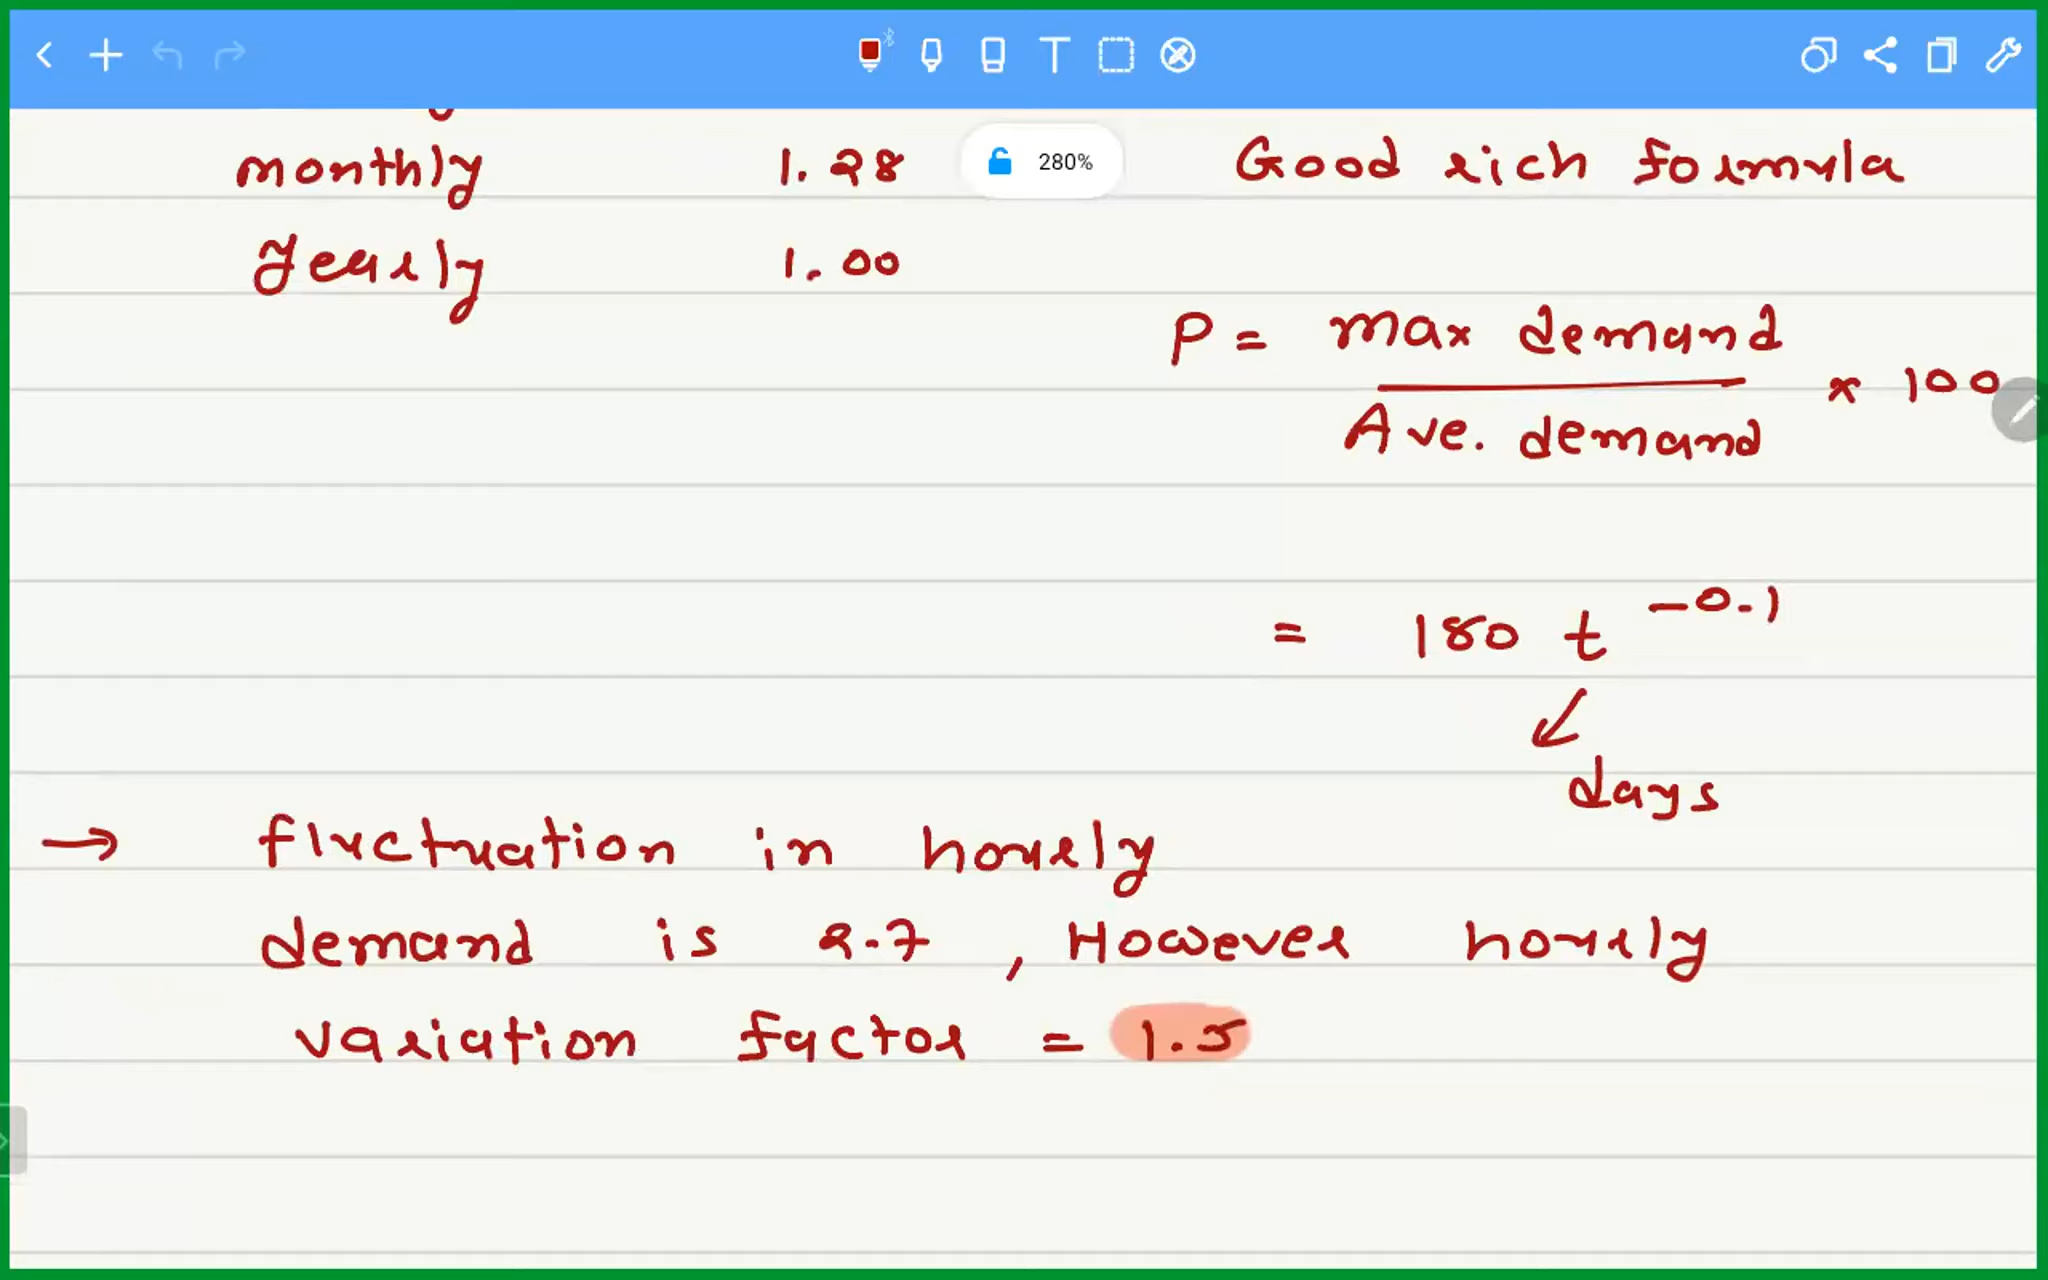 280%
monthly 1.28
Yearly 1.00
Good rich formula
P = max demand
Ave. demand
× 100
= 180 t^-0.1
days
→ fluctuation in hourly
demand is 2.7, However hourly
variation factor = 1.5